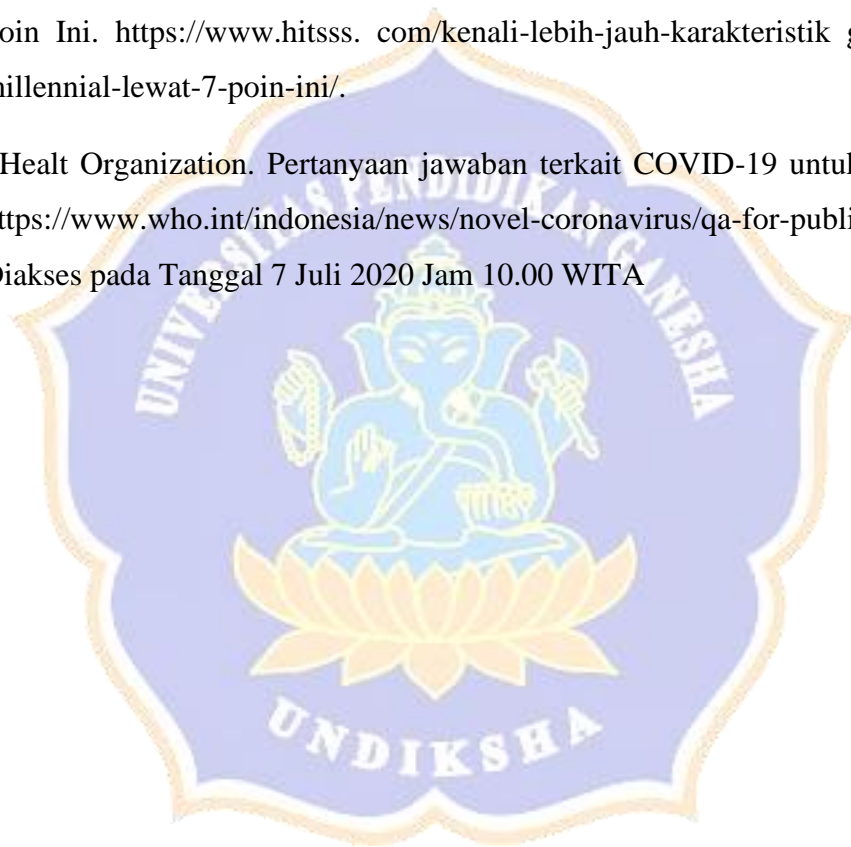 oin Ini. https://www.hitsss. com/kenali-lebih-jauh-karakteristik g
nillennial-lewat-7-poin-ini/.
Healt Organization. Pertanyaan jawaban terkait COVID-19 untuk
ttps://www.who.int/indonesia/news/novel-coronavirus/qa-for-publi
Diakses pada Tanggal 7 Juli 2020 Jam 10.00 WITA
UNIVERSITAS PENDIDIKAN GANESHA
UNDIKSHA